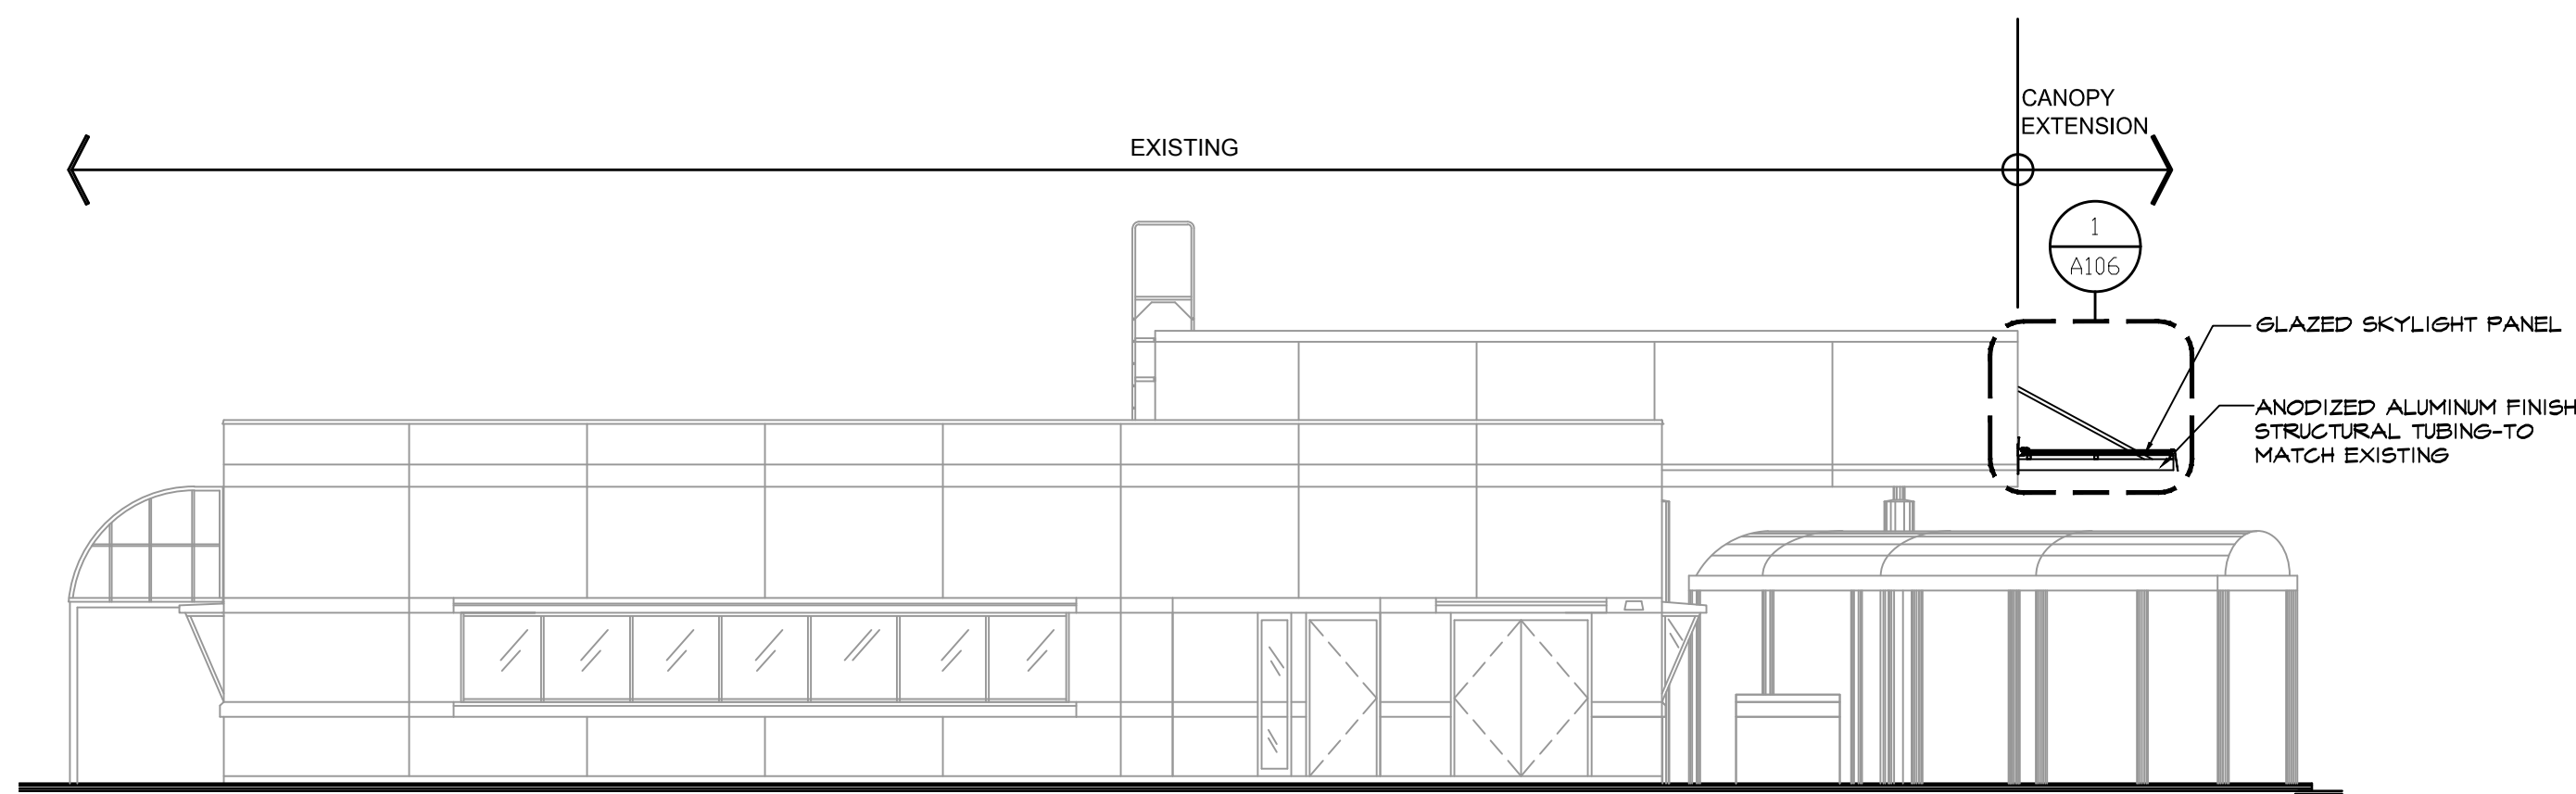 CANOPY
EXTENSION
EXISTING
1
A106
GLAZED SKYLIGHT PANEL
ANODIZED ALUMINUM FINISH
STRUCTURAL TUBING-TO
MATCH EXISTING